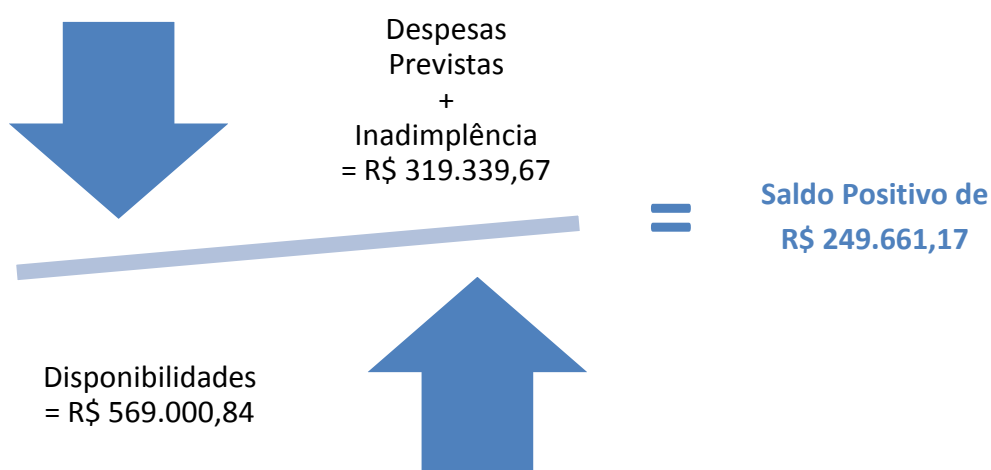 Despesas
Previstas
+
Inadimplência
= R$ 319.339,67
=
Saldo Positivo de
R$ 249.661,17
Disponibilidades
= R$ 569.000,84